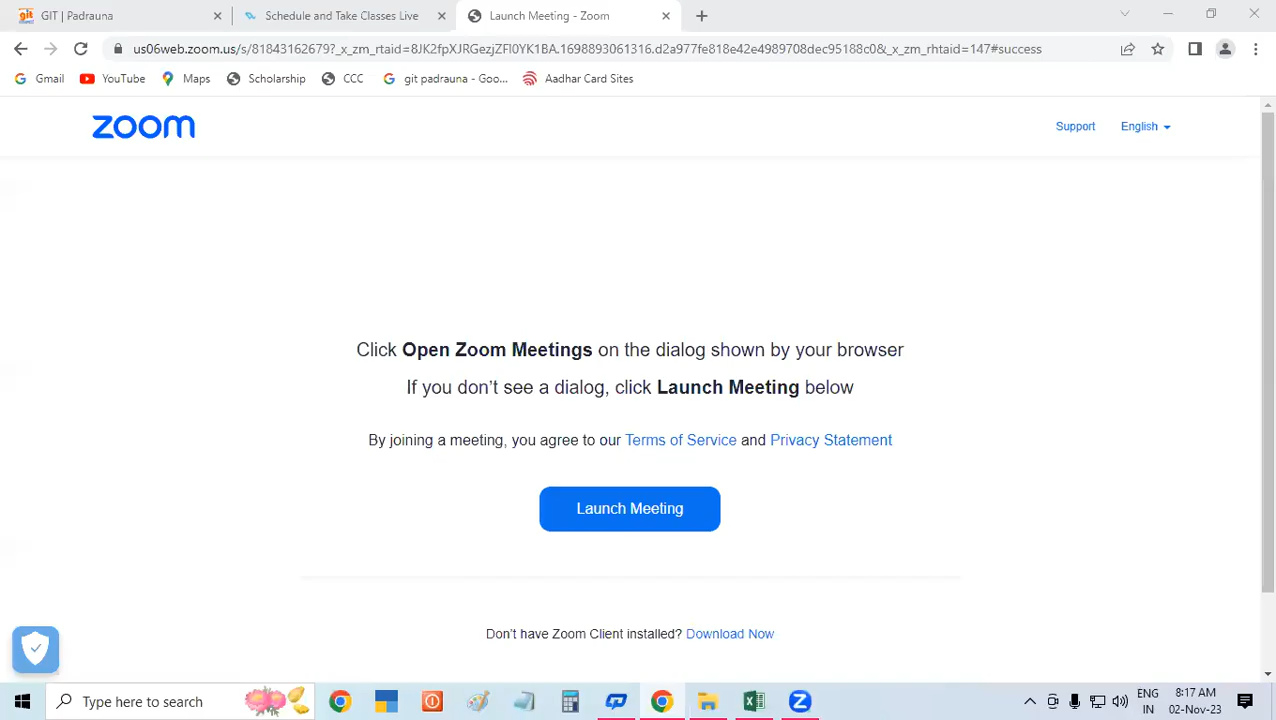 GIT | Padrauna
Schedule and Take Classes Live
Launch Meeting - Zoom
us06web.zoom.us/s/81843162679?_x_zm_rtaid=8JK2fpXJRGezjZFl0YK1BA.1698893061316.d2a977fe818e42e4989708dec95188c0&_x_zm_rhtaid=147#success
Gmail YouTube Maps Scholarship CCC git padrauna - Goo... Aadhar Card Sites
zoom
Support English
Click Open Zoom Meetings on the dialog shown by your browser
If you don’t see a dialog, click Launch Meeting below
By joining a meeting, you agree to our Terms of Service and Privacy Statement
Launch Meeting
Don’t have Zoom Client installed? Download Now
Type here to search
ENG
IN
8:17 AM
02-Nov-23